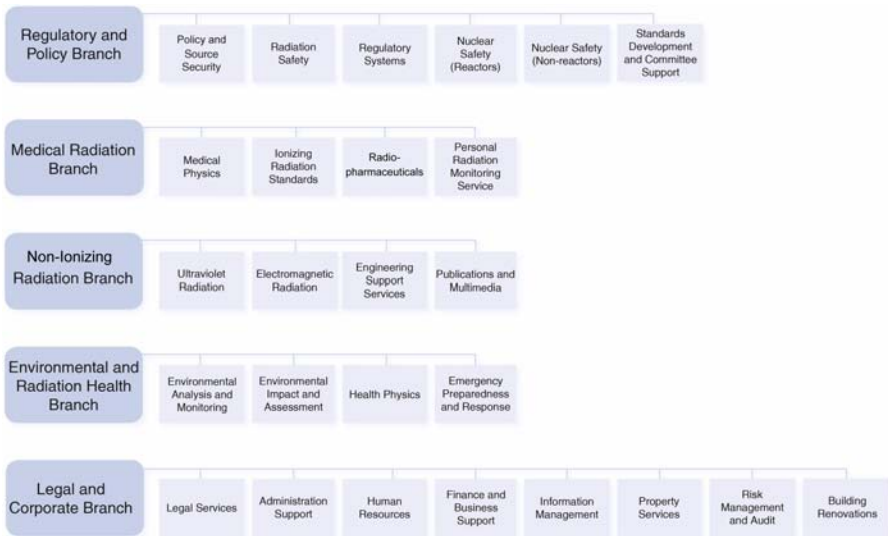 Regulatory and
Policy Branch
Policy and
Source
Security
Radiation
Safety
Regulatory
Systems
Nuclear
Safety
(Reactors)
Nuclear Safety
(Non-reactors)
Standards
Development
and Committee
Support
Medical Radiation
Branch
Medical
Physics
Ionizing
Radiation
Standards
Radio-
pharmaceuticals
Personal
Radiation
Monitoring
Service
Non-Ionizing
Radiation Branch
Ultraviolet
Radiation
Electromagnetic
Radiation
Engineering
Support
Services
Publications and
Multimedia
Environmental and
Radiation Health
Branch
Environmental
Analysis and
Monitoring
Environmental
Impact and
Assessment
Health Physics
Emergency
Preparedness
and Response
Legal and
Corporate Branch
Legal Services
Administration
Support
Human
Resources
Finance and
Business
Support
Information
Management
Property
Services
Risk
Management
and Audit
Building
Renovations